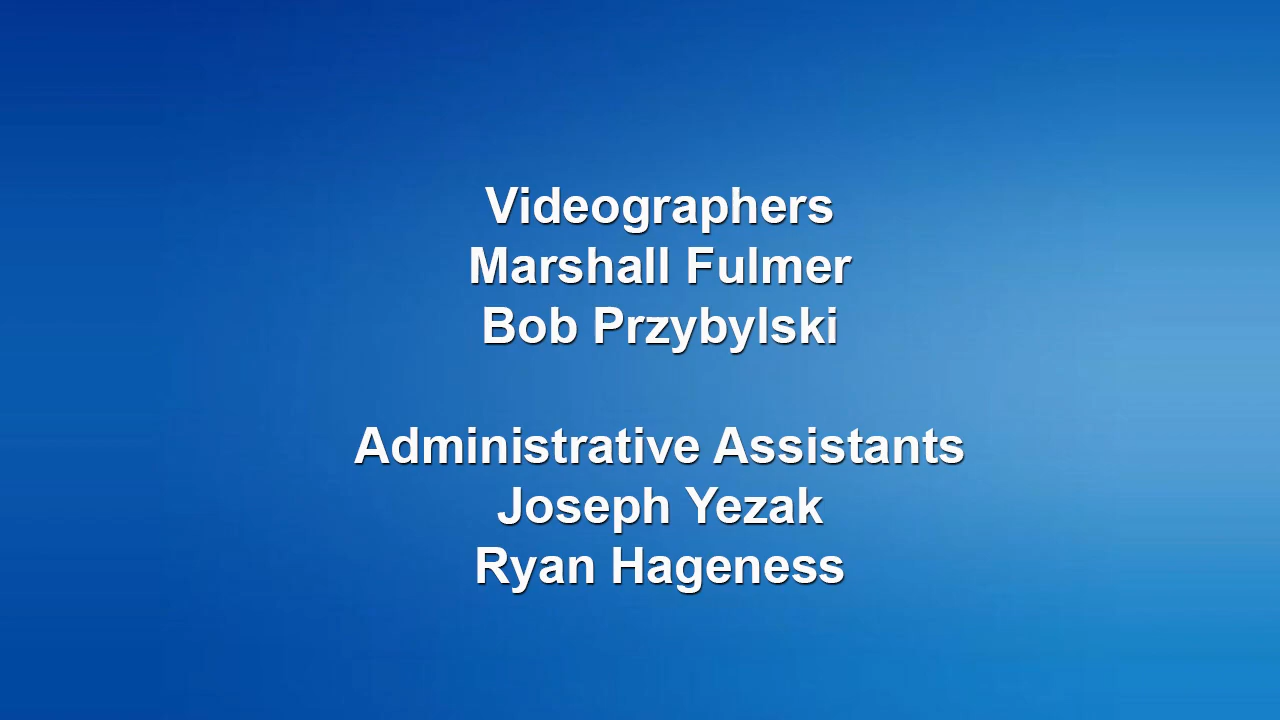 Videographers
Marshall Fulmer
Bob Przybylski
Administrative Assistants
Joseph Yezak
Ryan Hageness